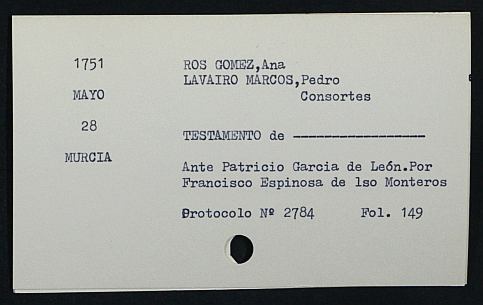 1751
MAYO
28
MURCIA
ROS GOMEZ,Ana
LAVAIRO MARCOS,Pedro
Consortes
TESTAMENTO de -----------------
Ante Patricio Garcia de León.Por
Francisco Espinosa de lso Monteros
Protocolo Nº 2784 Fol. 149